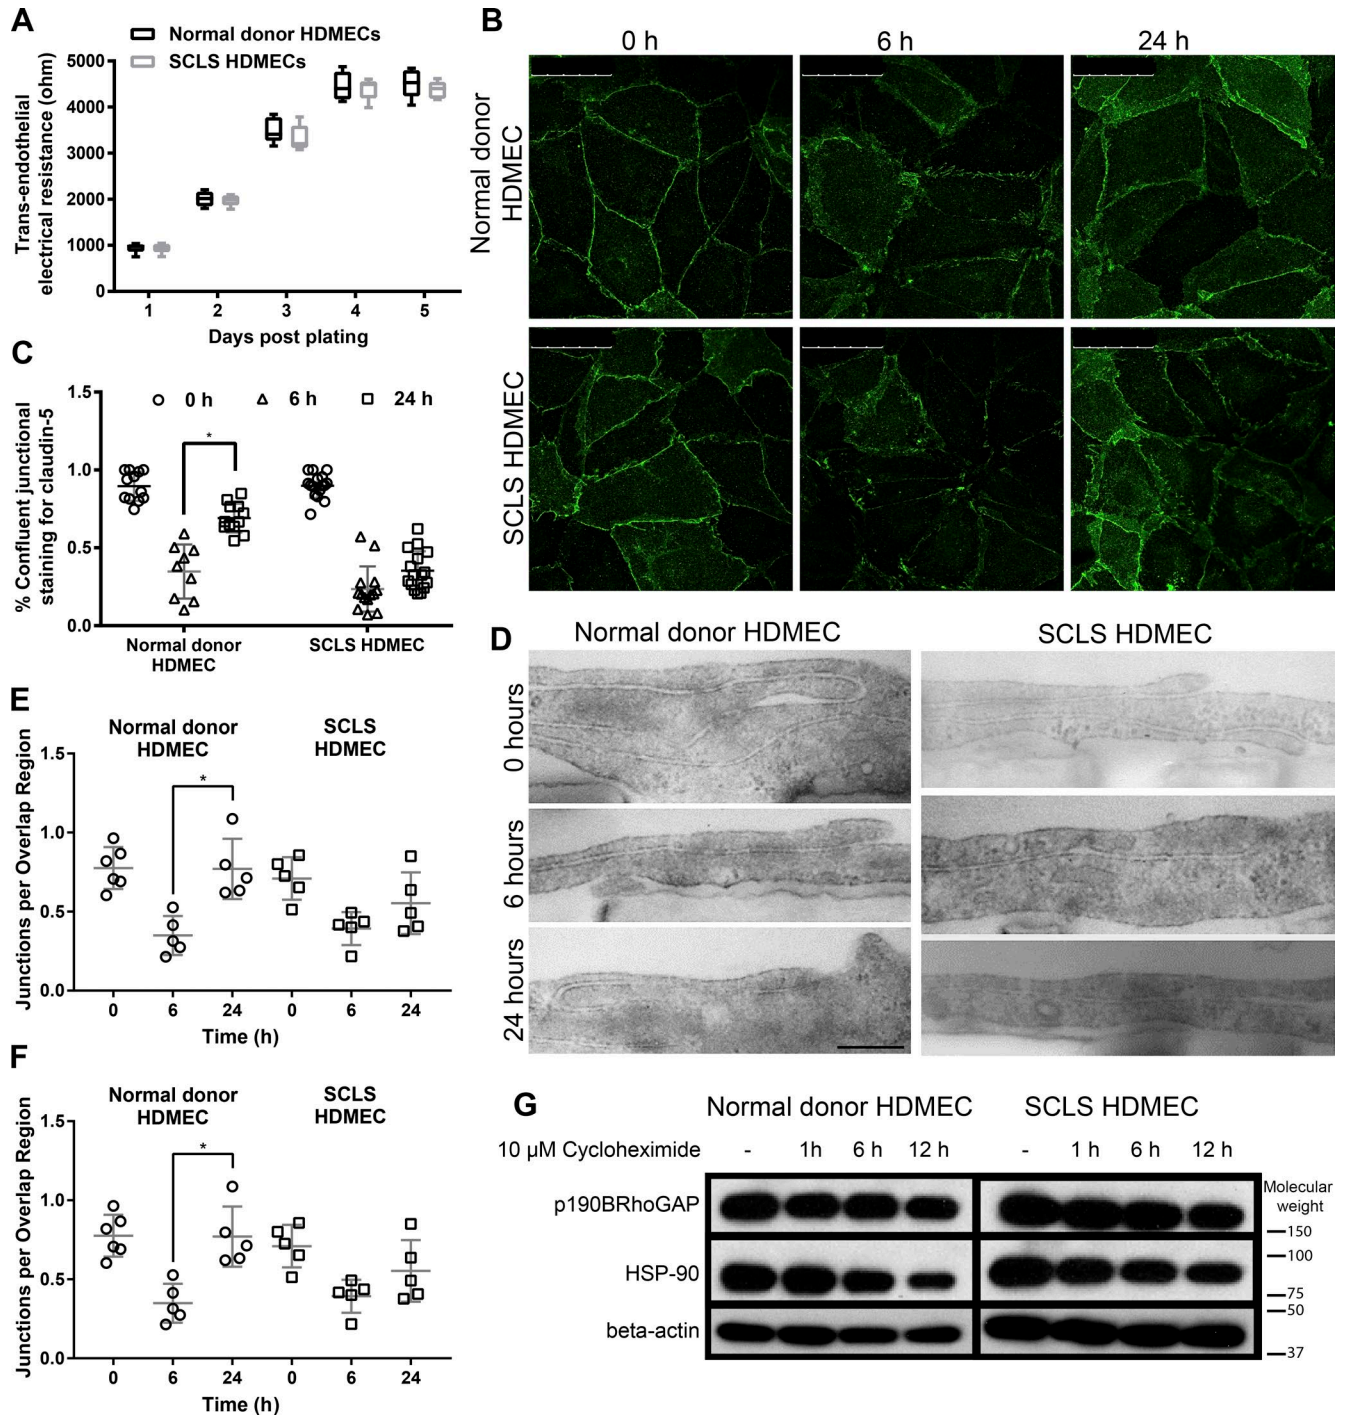 A
Normal donor HDMECs
SCLS HDMECs
Trans-endothelial
electrical resistance (ohm)
5000
4000
3000
2000
1000
0
1 2 3 4 5
Days post plating
B
0 h 6 h 24 h
Normal donor
HDMEC
SCLS HDMEC
C
% Confluent junctional
staining for claudin-5
1.5
1.0
0.5
0.0
0 h 6 h 24 h
*
Normal donor
HDMEC
SCLS HDMEC
D
Normal donor HDMEC SCLS HDMEC
0 hours
6 hours
24 hours
E
Normal donor
HDMEC
SCLS
HDMEC
Junctions per Overlap Region
1.5
1.0
0.5
0.0
*
0 6 24 0 6 24
Time (h)
F
Normal donor
HDMEC
SCLS
HDMEC
Junctions per Overlap Region
1.5
1.0
0.5
0.0
*
0 6 24 0 6 24
Time (h)
G
Normal donor HDMEC SCLS HDMEC
10 µM Cycloheximide - 1h 6 h 12 h - 1 h 6 h 12 h
p190BRhoGAP
HSP-90
beta-actin
Molecular
weight
150
100
75
50
37